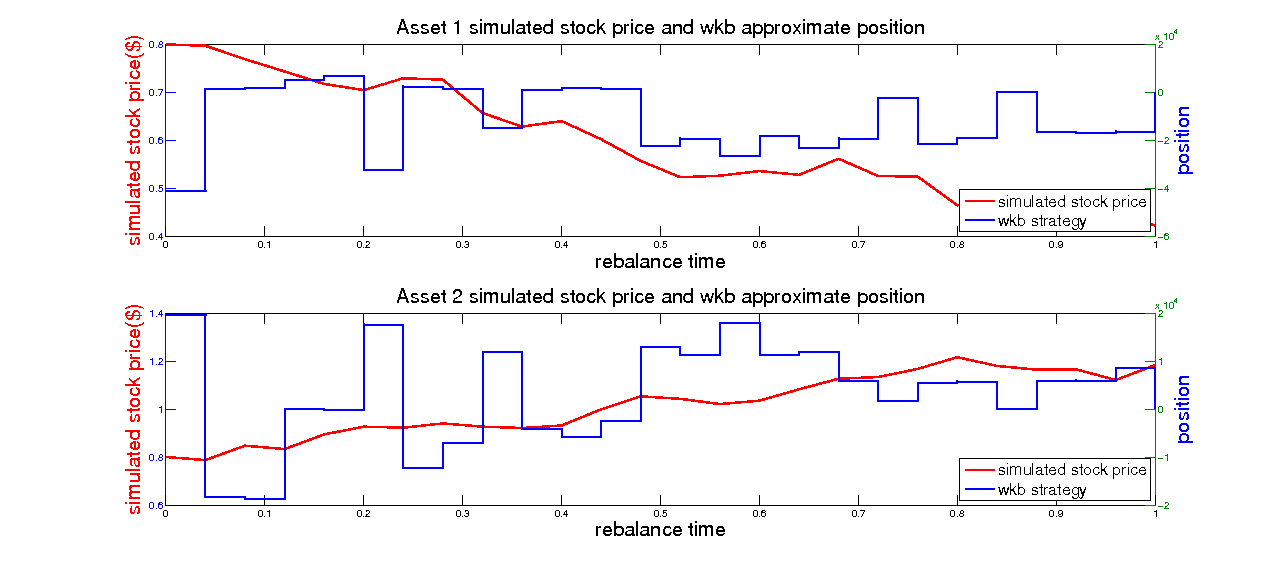 Asset 1 simulated stock price and wkb approximate position
x 10^4
simulated stock price($)
0.8
0.7
0.6
0.5
0.4
2
0
-2
-4
-6
position
simulated stock price
wkb strategy
0 0.1 0.2 0.3 0.4 0.5 0.6 0.7 0.8 0.9 1
rebalance time
Asset 2 simulated stock price and wkb approximate position
x 10^4
simulated stock price($)
1.4
1.2
1
0.8
0.6
2
1
0
-1
-2
position
simulated stock price
wkb strategy
0 0.1 0.2 0.3 0.4 0.5 0.6 0.7 0.8 0.9 1
rebalance time